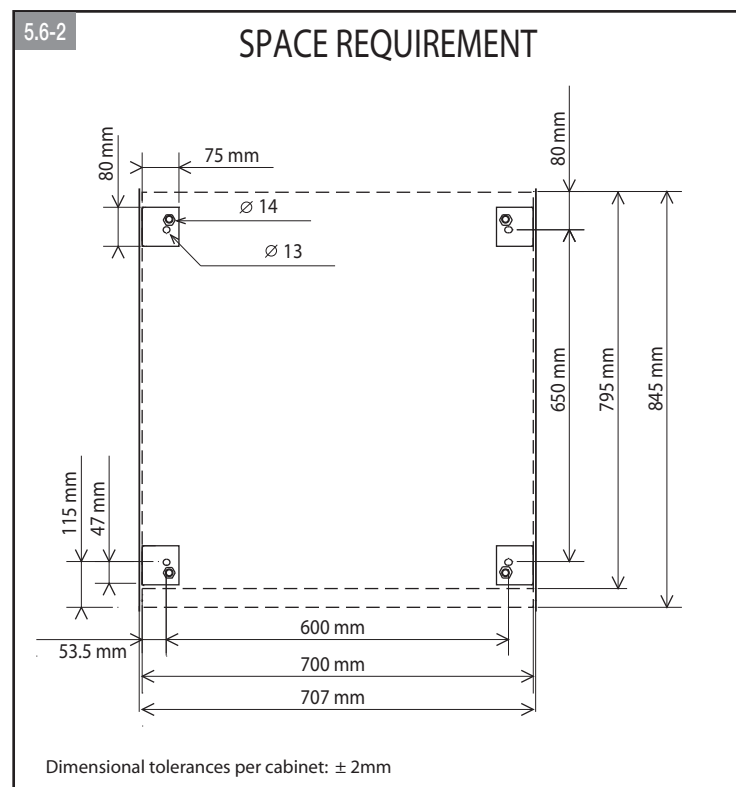 5.6-2
SPACE REQUIREMENT
80 mm
75 mm
80 mm
⌀ 14
⌀ 13
650 mm
795 mm
845 mm
115 mm
47 mm
53.5 mm
600 mm
700 mm
707 mm
Dimensional tolerances per cabinet: ± 2mm